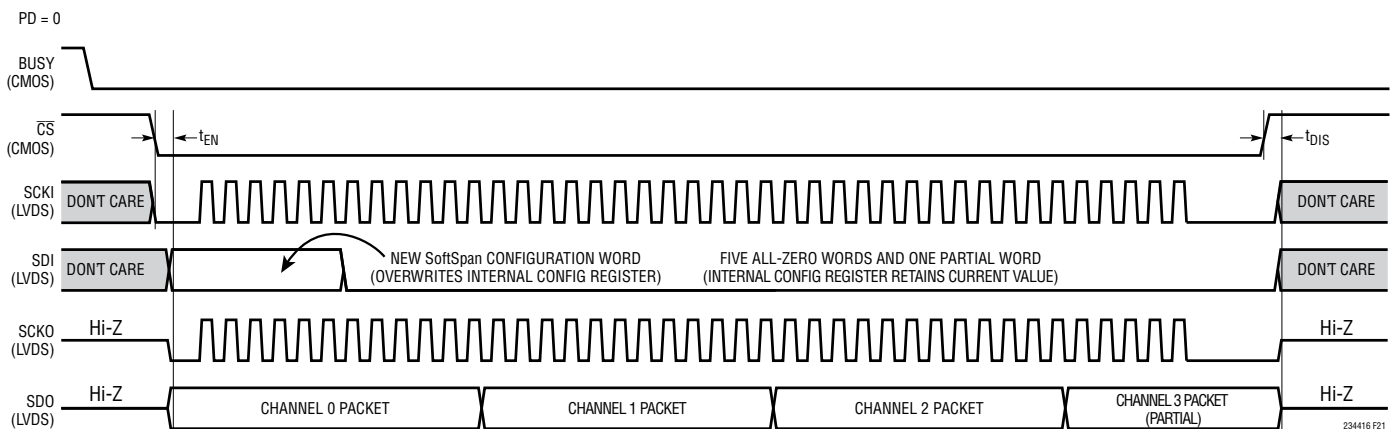 PD = 0
BUSY
(CMOS)
CS
(CMOS)
tEN
tDIS
SCKI
(LVDS)
DON'T CARE
DON'T CARE
SDI
(LVDS)
DON'T CARE
NEW SoftSpan CONFIGURATION WORD
(OVERWRITES INTERNAL CONFIG REGISTER)
FIVE ALL-ZERO WORDS AND ONE PARTIAL WORD
(INTERNAL CONFIG REGISTER RETAINS CURRENT VALUE)
DON'T CARE
SCKO
(LVDS)
Hi-Z
Hi-Z
SDO
(LVDS)
Hi-Z
CHANNEL 0 PACKET
CHANNEL 1 PACKET
CHANNEL 2 PACKET
CHANNEL 3 PACKET
(PARTIAL)
Hi-Z
234416 F21